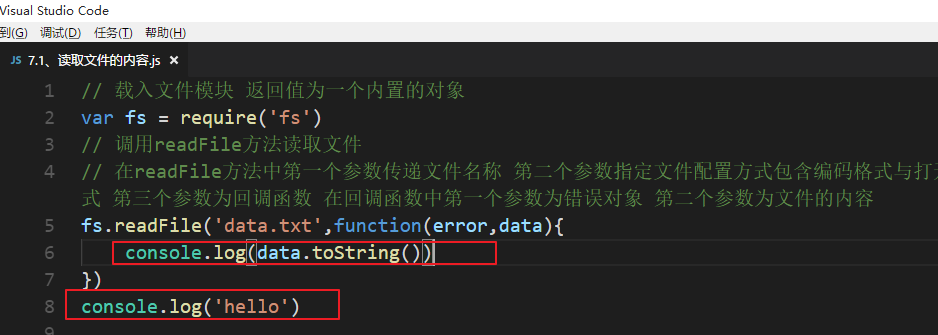 Visual Studio Code
到(G) 调试(D) 任务(T) 帮助(H)
JS 7.1、读取文件的内容.js ×
1 // 载入文件模块 返回值为一个内置的对象
2 var fs = require('fs')
3 // 调用readFile方法读取文件
4 // 在readFile方法中第一个参数传递文件名称 第二个参数指定文件配置方式包含编码格式与打开
式 第三个参数为回调函数 在回调函数中第一个参数为错误对象 第二个参数为文件的内容
5 fs.readFile('data.txt',function(error,data){
6 console.log(data.toString())
7 })
8 console.log('hello')
9